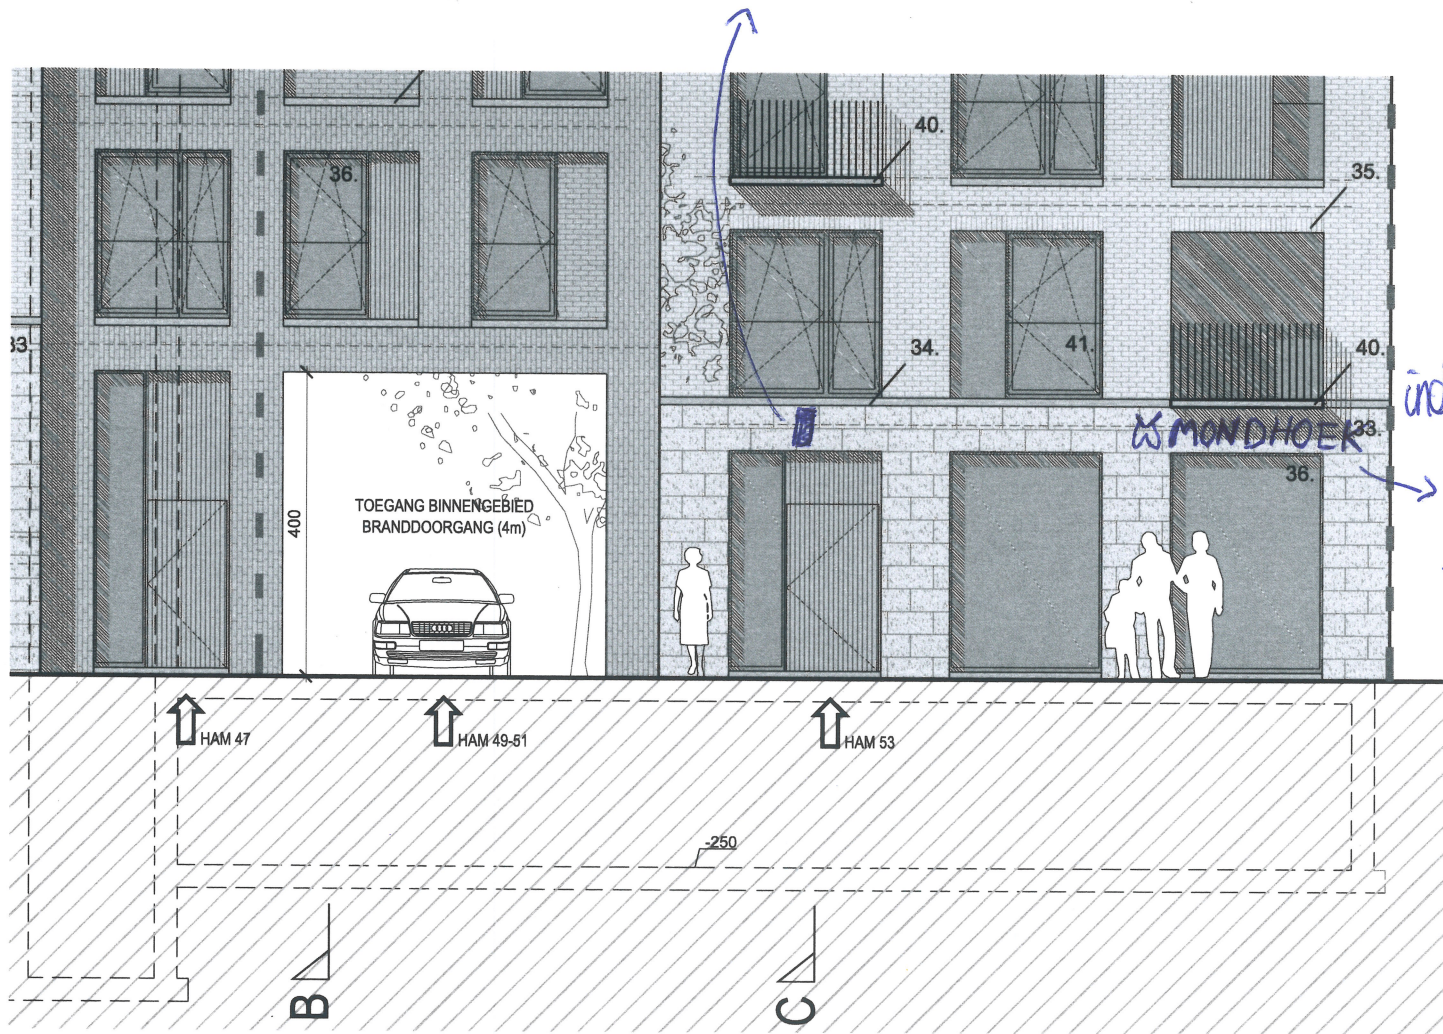 40.
36.
35.
33.
34.
41.
40.
ind
MONDHOEK
33.
36.
TOEGANG BINNENGEBIED
BRANDDOORGANG (4m)
400
HAM 47
HAM 49-51
HAM 53
-250
B
C